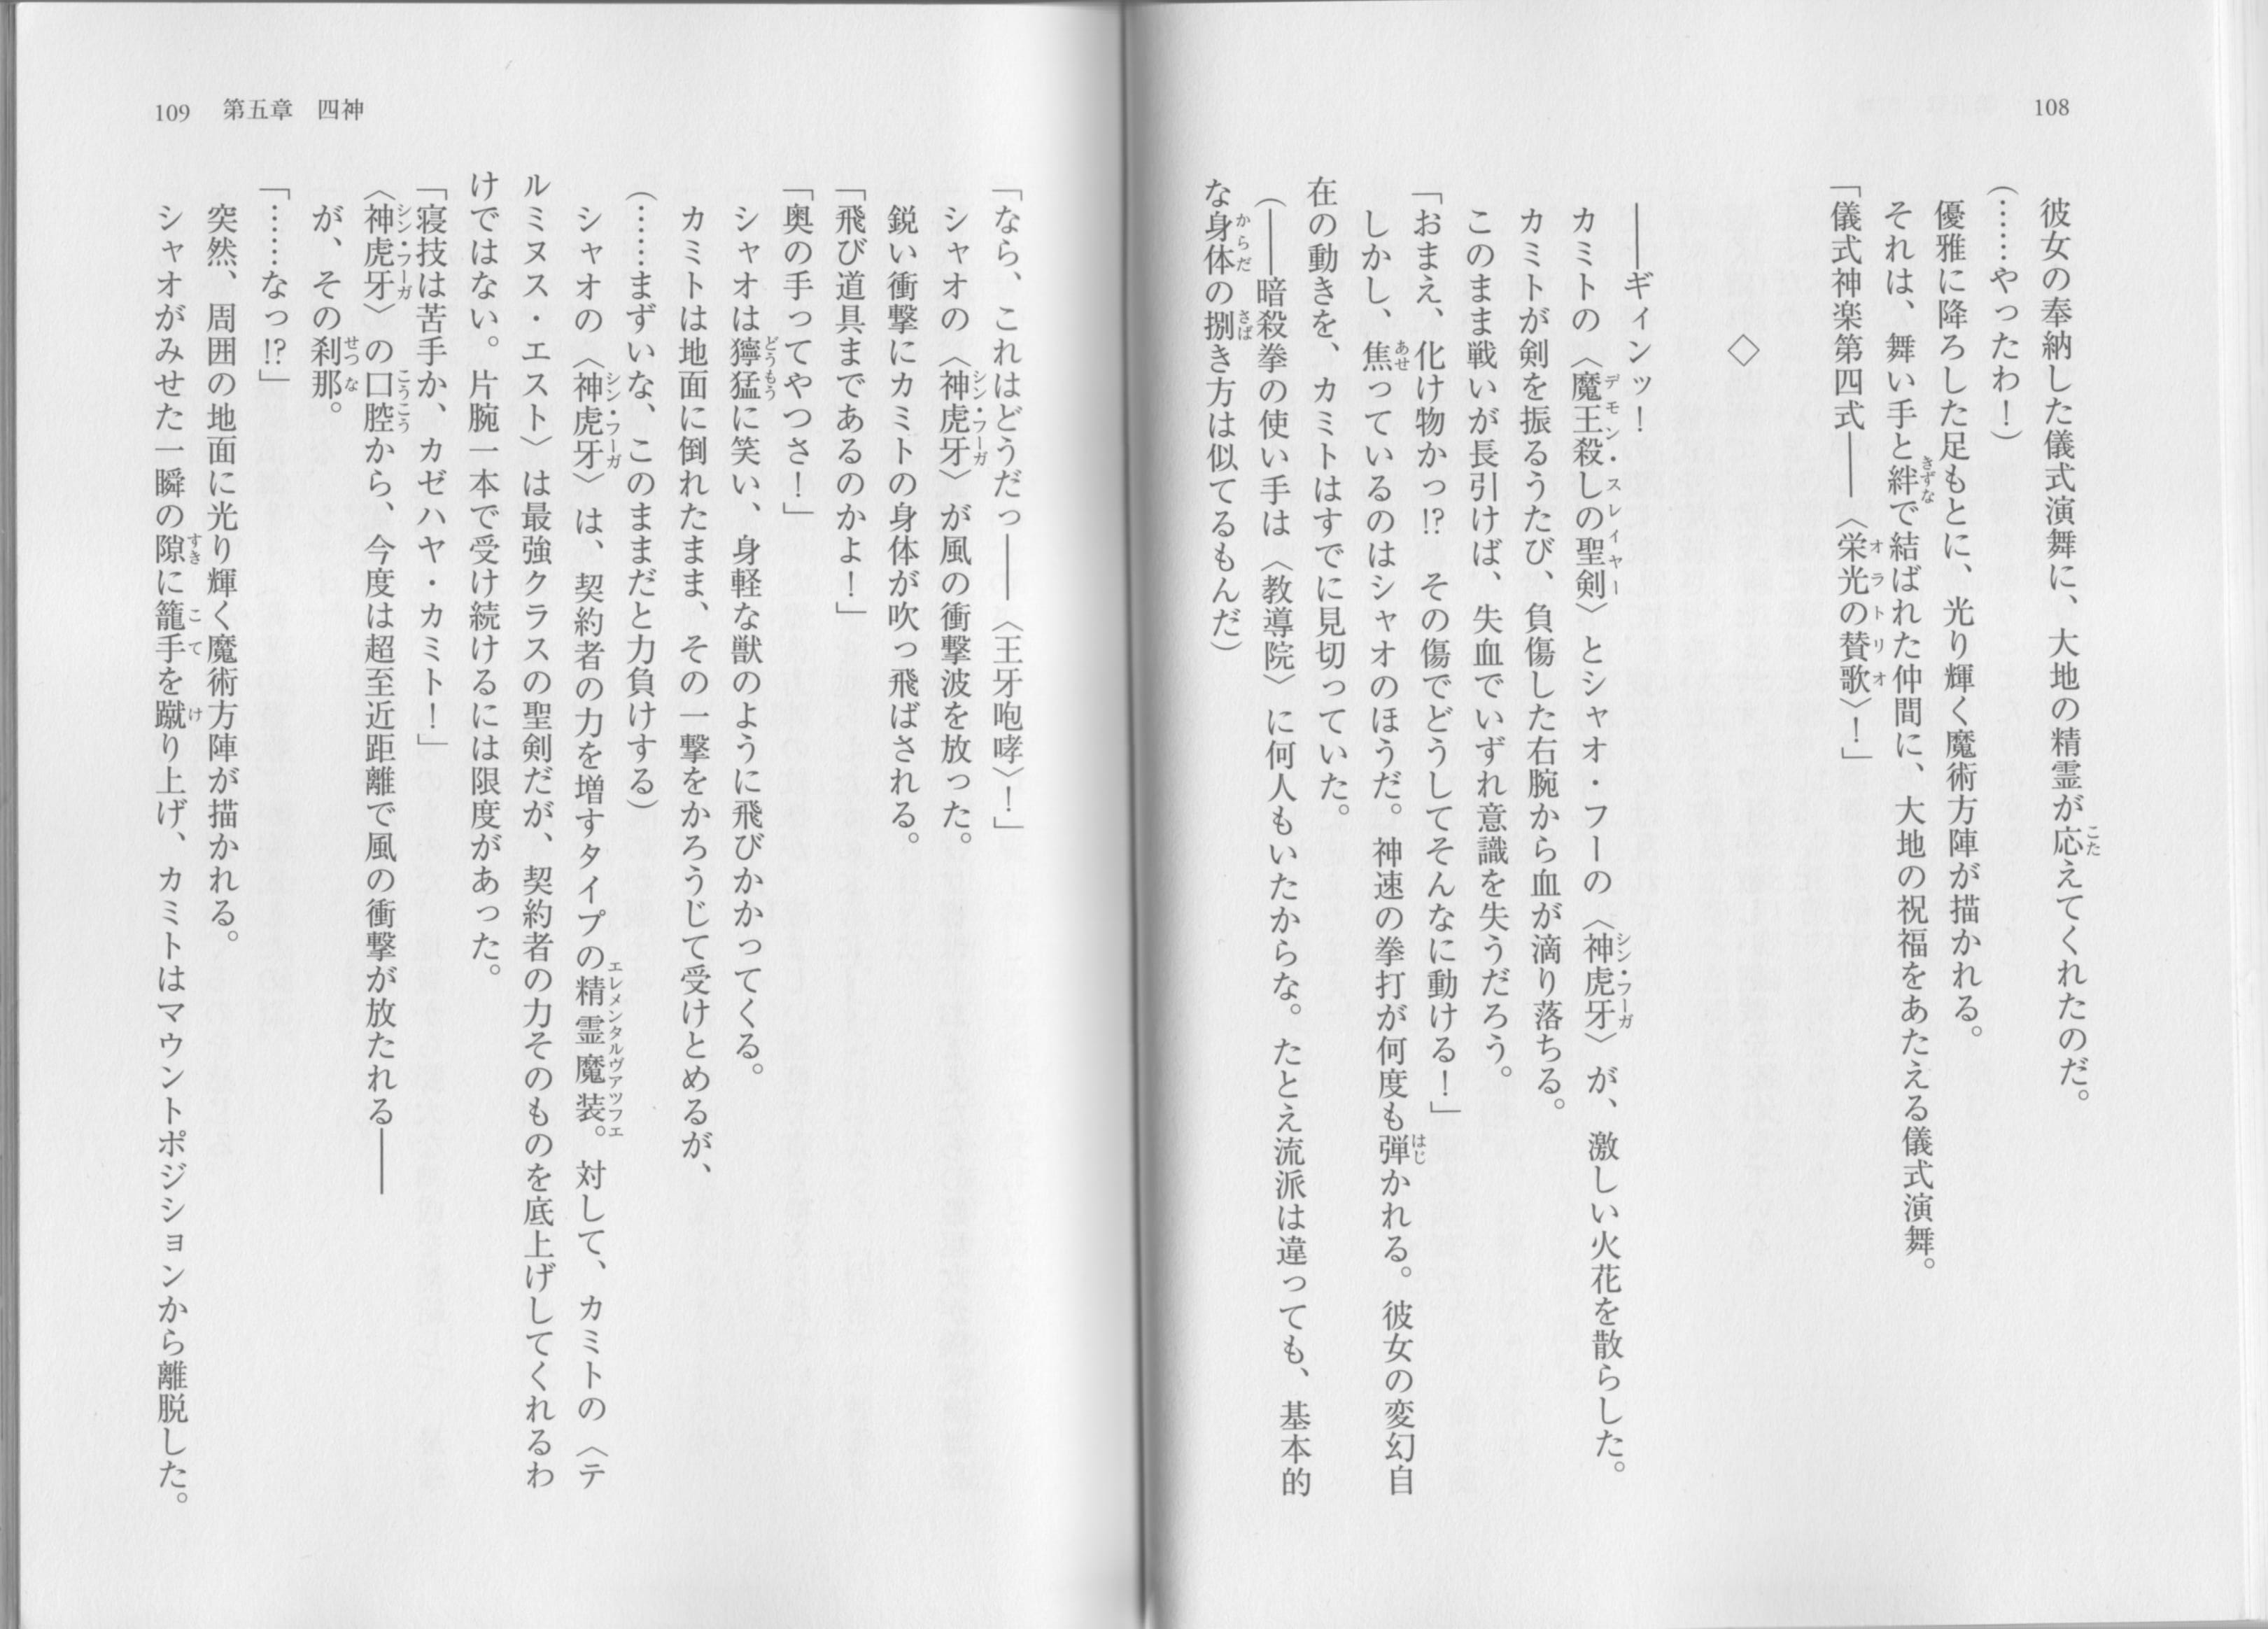 108
彼女の奉納した儀式演舞に、大地の精霊が応えてくれたのだ。
(……やったわ！)
優雅に降ろした足もとに、光り輝く魔術方陣が描かれる。
それは、舞い手と絆で結ばれた仲間に、大地の祝福をあたえる儀式演舞。
「儀式神楽第四式――〈栄光の賛歌〉！」
◇
――ギィンッ！
カミトの〈魔王殺しの聖剣〉とシャオ・フーの〈神虎牙〉が、激しい火花を散らした。
カミトが剣を振るうたび、負傷した右腕から血が滴り落ちる。
このまま戦いが長引けば、失血でいずれ意識を失うだろう。
「おまえ、化け物かっ!?　その傷でどうしてそんなに動ける！」
しかし、焦っているのはシャオのほうだ。神速の拳打が何度も弾かれる。彼女の変幻自
在の動きを、カミトはすでに見切っていた。
(――暗殺拳の使い手は〈教導院〉に何人もいたからな。たとえ流派は違っても、基本的
な身体の捌き方は似てるもんだ)
109　第五章　四神
「なら、これはどうだっ――〈王牙咆哮〉！」
シャオの〈神虎牙〉が風の衝撃波を放った。
鋭い衝撃にカミトの身体が吹っ飛ばされる。
「飛び道具まであるのかよ！」
「奥の手ってやつさ！」
シャオは獰猛に笑い、身軽な獣のように飛びかかってくる。
カミトは地面に倒れたまま、その一撃をかろうじて受けとめるが、
(……まずいな、このままだと力負けする)
シャオの〈神虎牙〉は、契約者の力を増すタイプの精霊魔装。対して、カミトの〈テ
ルミヌス・エスト〉は最強クラスの聖剣だが、契約者の力そのものを底上げしてくれるわ
けではない。片腕一本で受け続けるには限度があった。
「寝技は苦手か、カゼハヤ・カミト！」
〈神虎牙〉の口腔から、今度は超至近距離で風の衝撃が放たれる――
が、その刹那。
「……なっ!?」
突然、周囲の地面に光り輝く魔術方陣が描かれる。
シャオがみせた一瞬の隙に籠手を蹴り上げ、カミトはマウントポジションから離脱した。